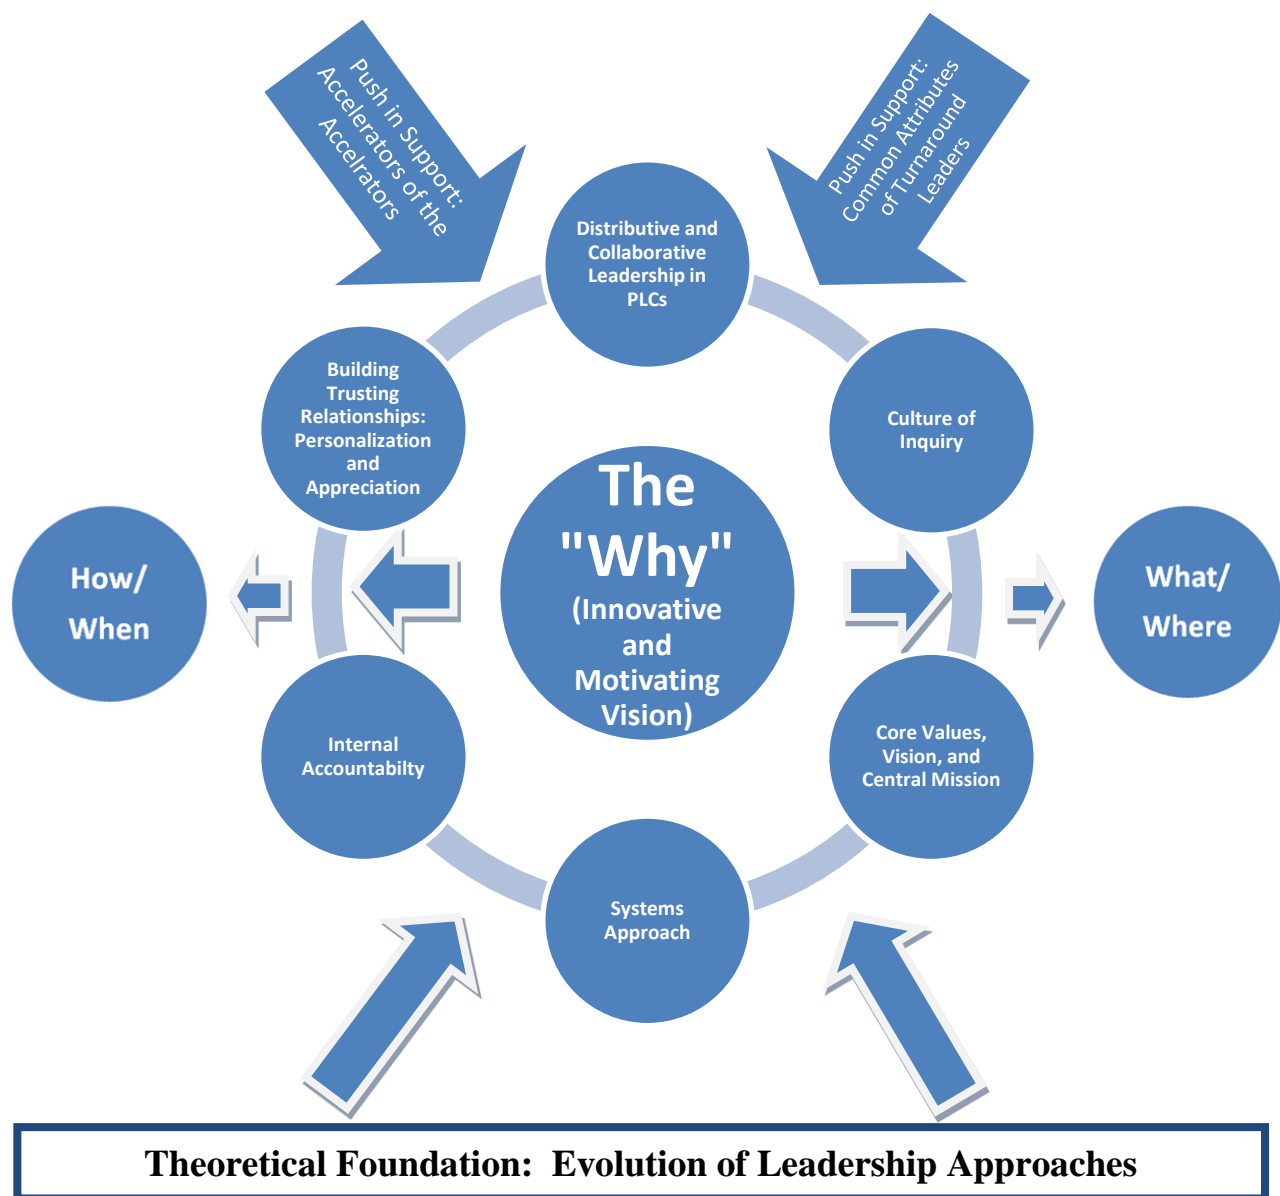 Push in Support:
Accelerators of the
Accelrators
Push in Support:
Common Attributes
of Turnaround
Leaders
Distributive and
Collaborative
Leadership in
PLCs
Building
Trusting
Relationships:
Personalization
and
Appreciation
Culture of
Inquiry
The
"Why"
(Innovative
and
Motivating
Vision)
How/
When
What/
Where
Internal
Accountabilty
Core Values,
Vision, and
Central Mission
Systems
Approach
Theoretical Foundation:  Evolution of Leadership Approaches